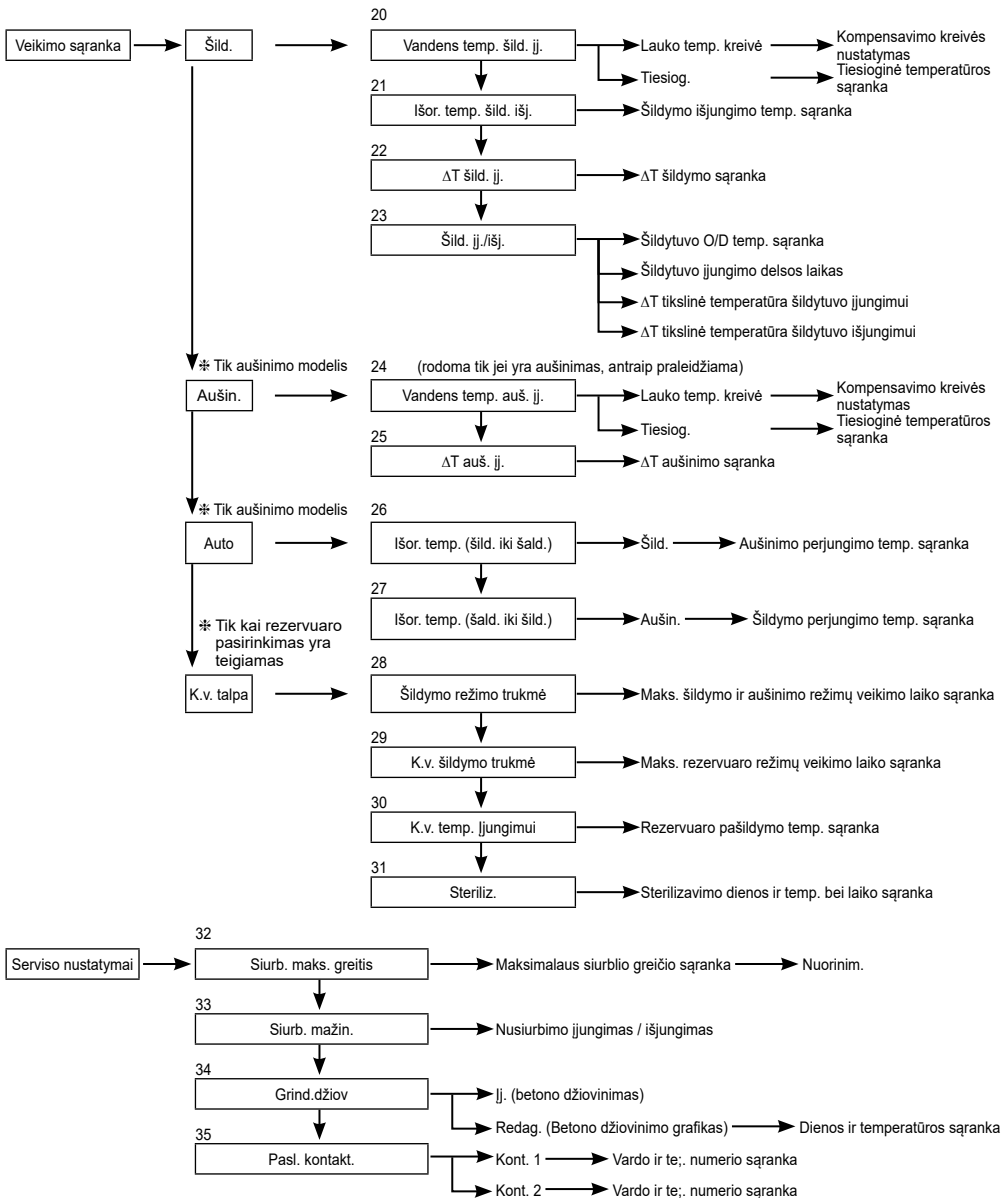 20
Veikimo sąranka
Šild.
Vandens temp. šild. įj.
Lauko temp. kreivė
Kompensavimo kreivės
nustatymas
Tiesiog.
Tiesioginė temperatūros
sąranka
21
Išor. temp. šild. išj.
Šildymo išjungimo temp. sąranka
22
ΔT šild. įj.
ΔT šildymo sąranka
23
Šild. įj./išj.
Šildytuvo O/D temp. sąranka
Šildytuvo įjungimo delsos laikas
ΔT tikslinė temperatūra šildytuvo įjungimui
ΔT tikslinė temperatūra šildytuvo išjungimui
❉ Tik aušinimo modelis
24 (rodoma tik jei yra aušinimas, antraip praleidžiama)
Aušin.
Vandens temp. auš. įj.
Lauko temp. kreivė
Kompensavimo kreivės
nustatymas
Tiesiog.
Tiesioginė temperatūros
sąranka
25
ΔT auš. įj.
ΔT aušinimo sąranka
❉ Tik aušinimo modelis
26
Auto
Išor. temp. (šild. iki šald.)
Šild.
Aušinimo perjungimo temp. sąranka
27
Išor. temp. (šald. iki šild.)
Aušin.
Šildymo perjungimo temp. sąranka
❉ Tik kai rezervuaro
pasirinkimas yra
teigiamas
28
K.v. talpa
Šildymo režimo trukmė
Maks. šildymo ir aušinimo režimų veikimo laiko sąranka
29
K.v. šildymo trukmė
Maks. rezervuaro režimų veikimo laiko sąranka
30
K.v. temp. Įjungimui
Rezervuaro pašildymo temp. sąranka
31
Steriliz.
Sterilizavimo dienos ir temp. bei laiko sąranka
32
Serviso nustatymai
Siurb. maks. greitis
Maksimalaus siurblio greičio sąranka
Nuorinim.
33
Siurb. mažin.
Nusiurbimo įjungimas / išjungimas
34
Grind.džiov
Įj. (betono džiovinimas)
Redag. (Betono džiovinimo grafikas)
Dienos ir temperatūros sąranka
35
Pasl. kontakt.
Kont. 1
Vardo ir te;. numerio sąranka
Kont. 2
Vardo ir te;. numerio sąranka